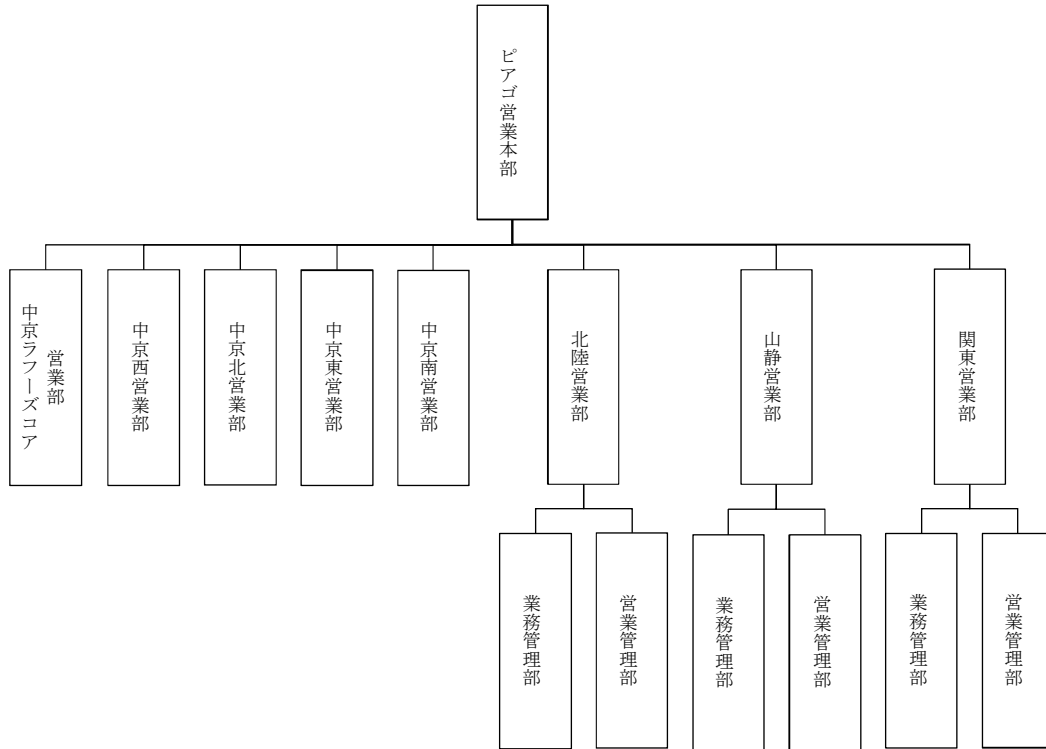 ピアゴ営業本部
中京ラフーズコア
営業部
中京西営業部
中京北営業部
中京東営業部
中京南営業部
北陸営業部
山静営業部
関東営業部
業務管理部
営業管理部
業務管理部
営業管理部
業務管理部
営業管理部